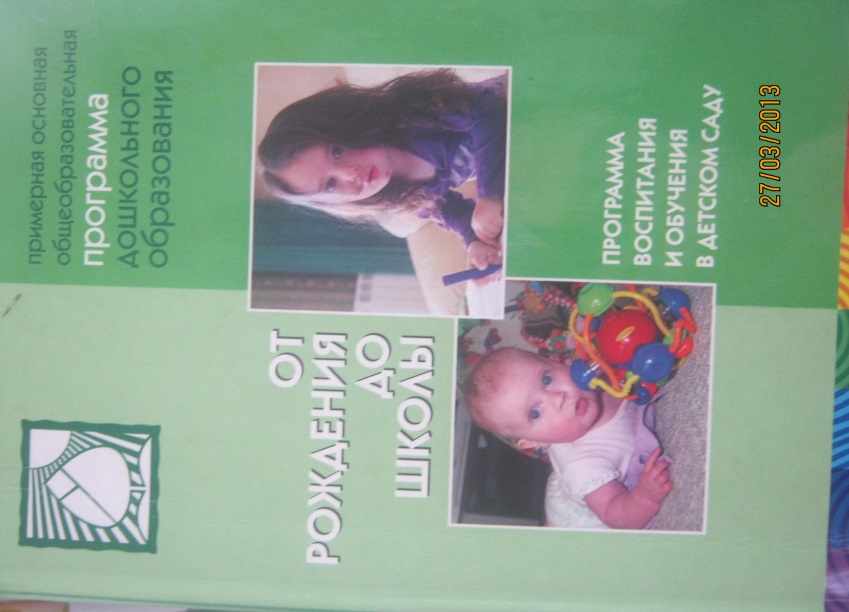 примерная основная
общеобразовательная
программа
дошкольного
образования
ОТ
РОЖДЕНИЯ
ДО
ШКОЛЫ
ПРОГРАММА
ВОСПИТАНИЯ
И ОБУЧЕНИЯ
В ДЕТСКОМ САДУ
27/03/2013